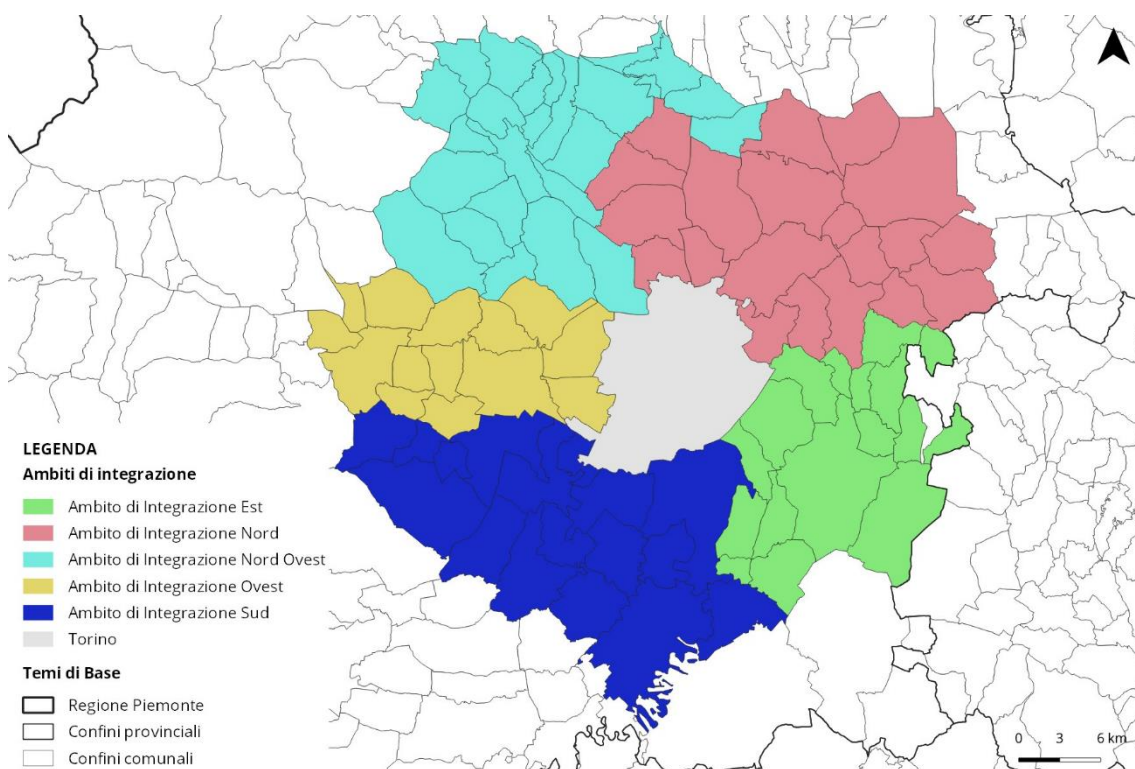 LEGENDA
Ambiti di integrazione
Ambito di Integrazione Est
Ambito di Integrazione Nord
Ambito di Integrazione Nord Ovest
Ambito di Integrazione Ovest
Ambito di Integrazione Sud
Torino
Temi di Base
Regione Piemonte
Confini provinciali
Confini comunali
0 3 6 km